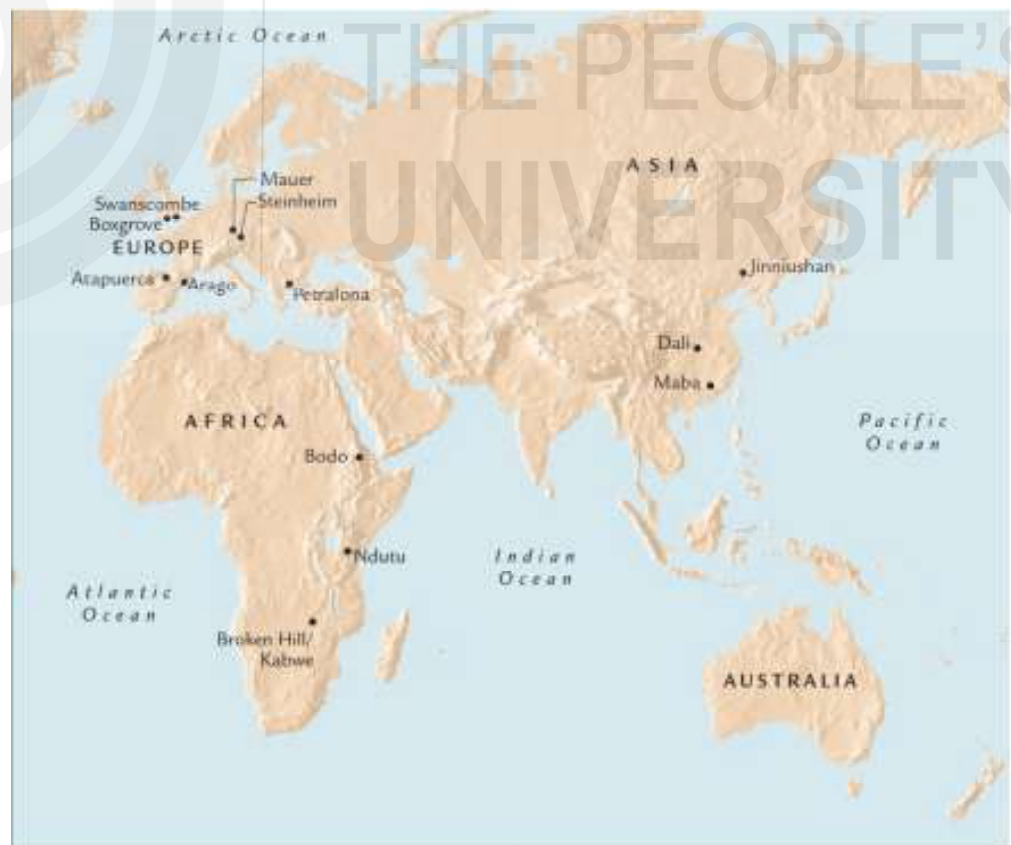 Arctic Ocean
THE PEOPLE'S
UNIVERSITY
ASIA
Mauer
Steinheim
Swanscombe
Boxgrove
EUROPE
Atapuerca
Arago
Petralona
Jinniushan
Dali
Maba
AFRICA
Pacific
Ocean
Bodo
Ndutu
Indian
Ocean
Atlantic
Ocean
Broken Hill/
Kabwe
AUSTRALIA